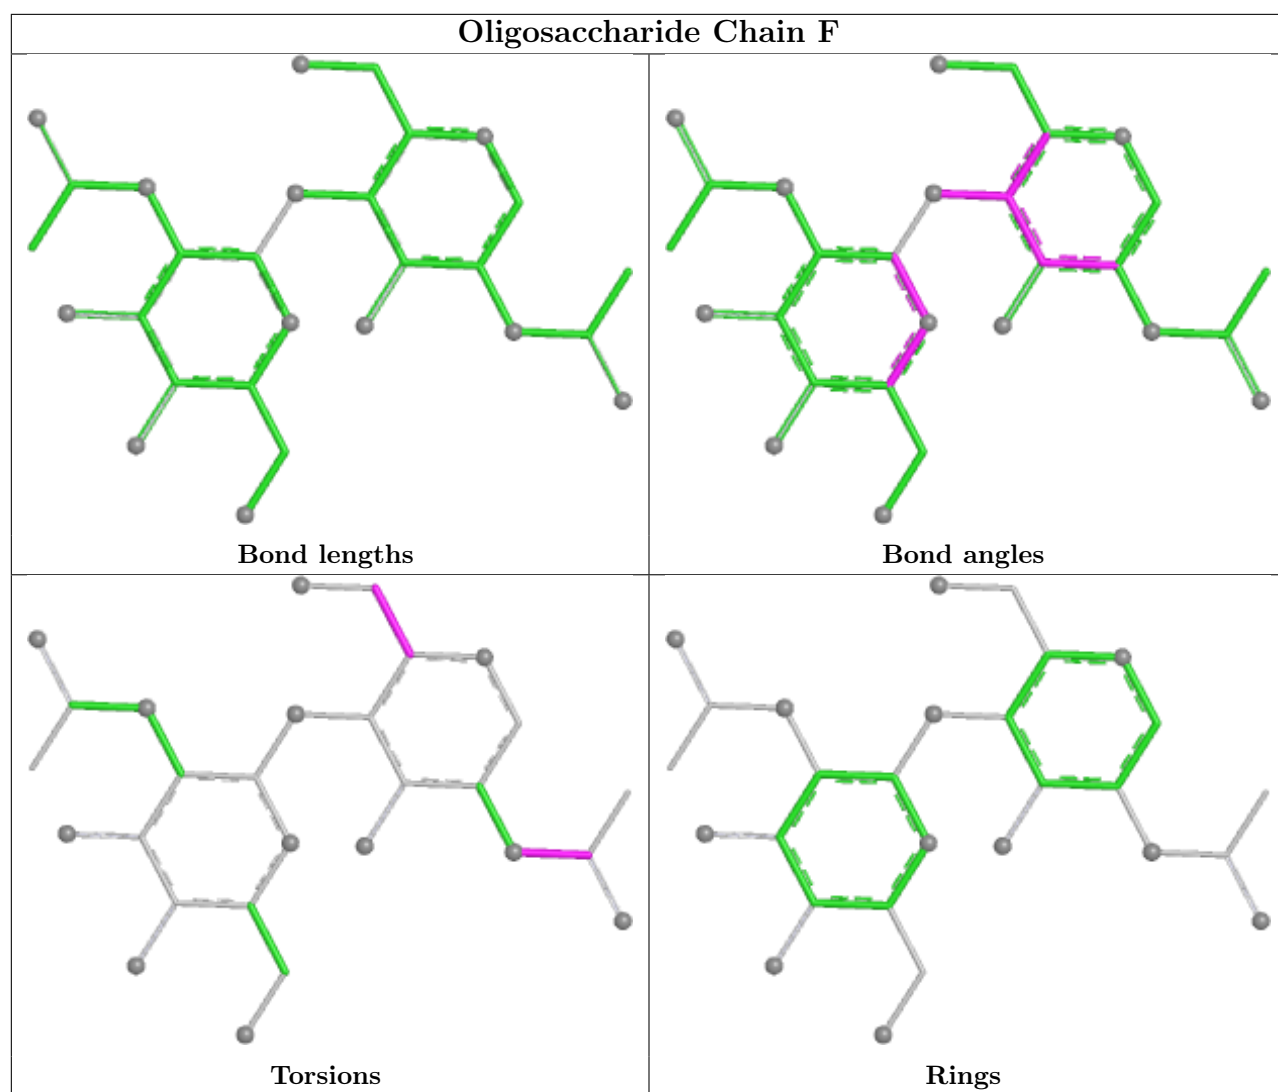 Oligosaccharide Chain F
Bond lengths
Bond angles
Torsions
Rings